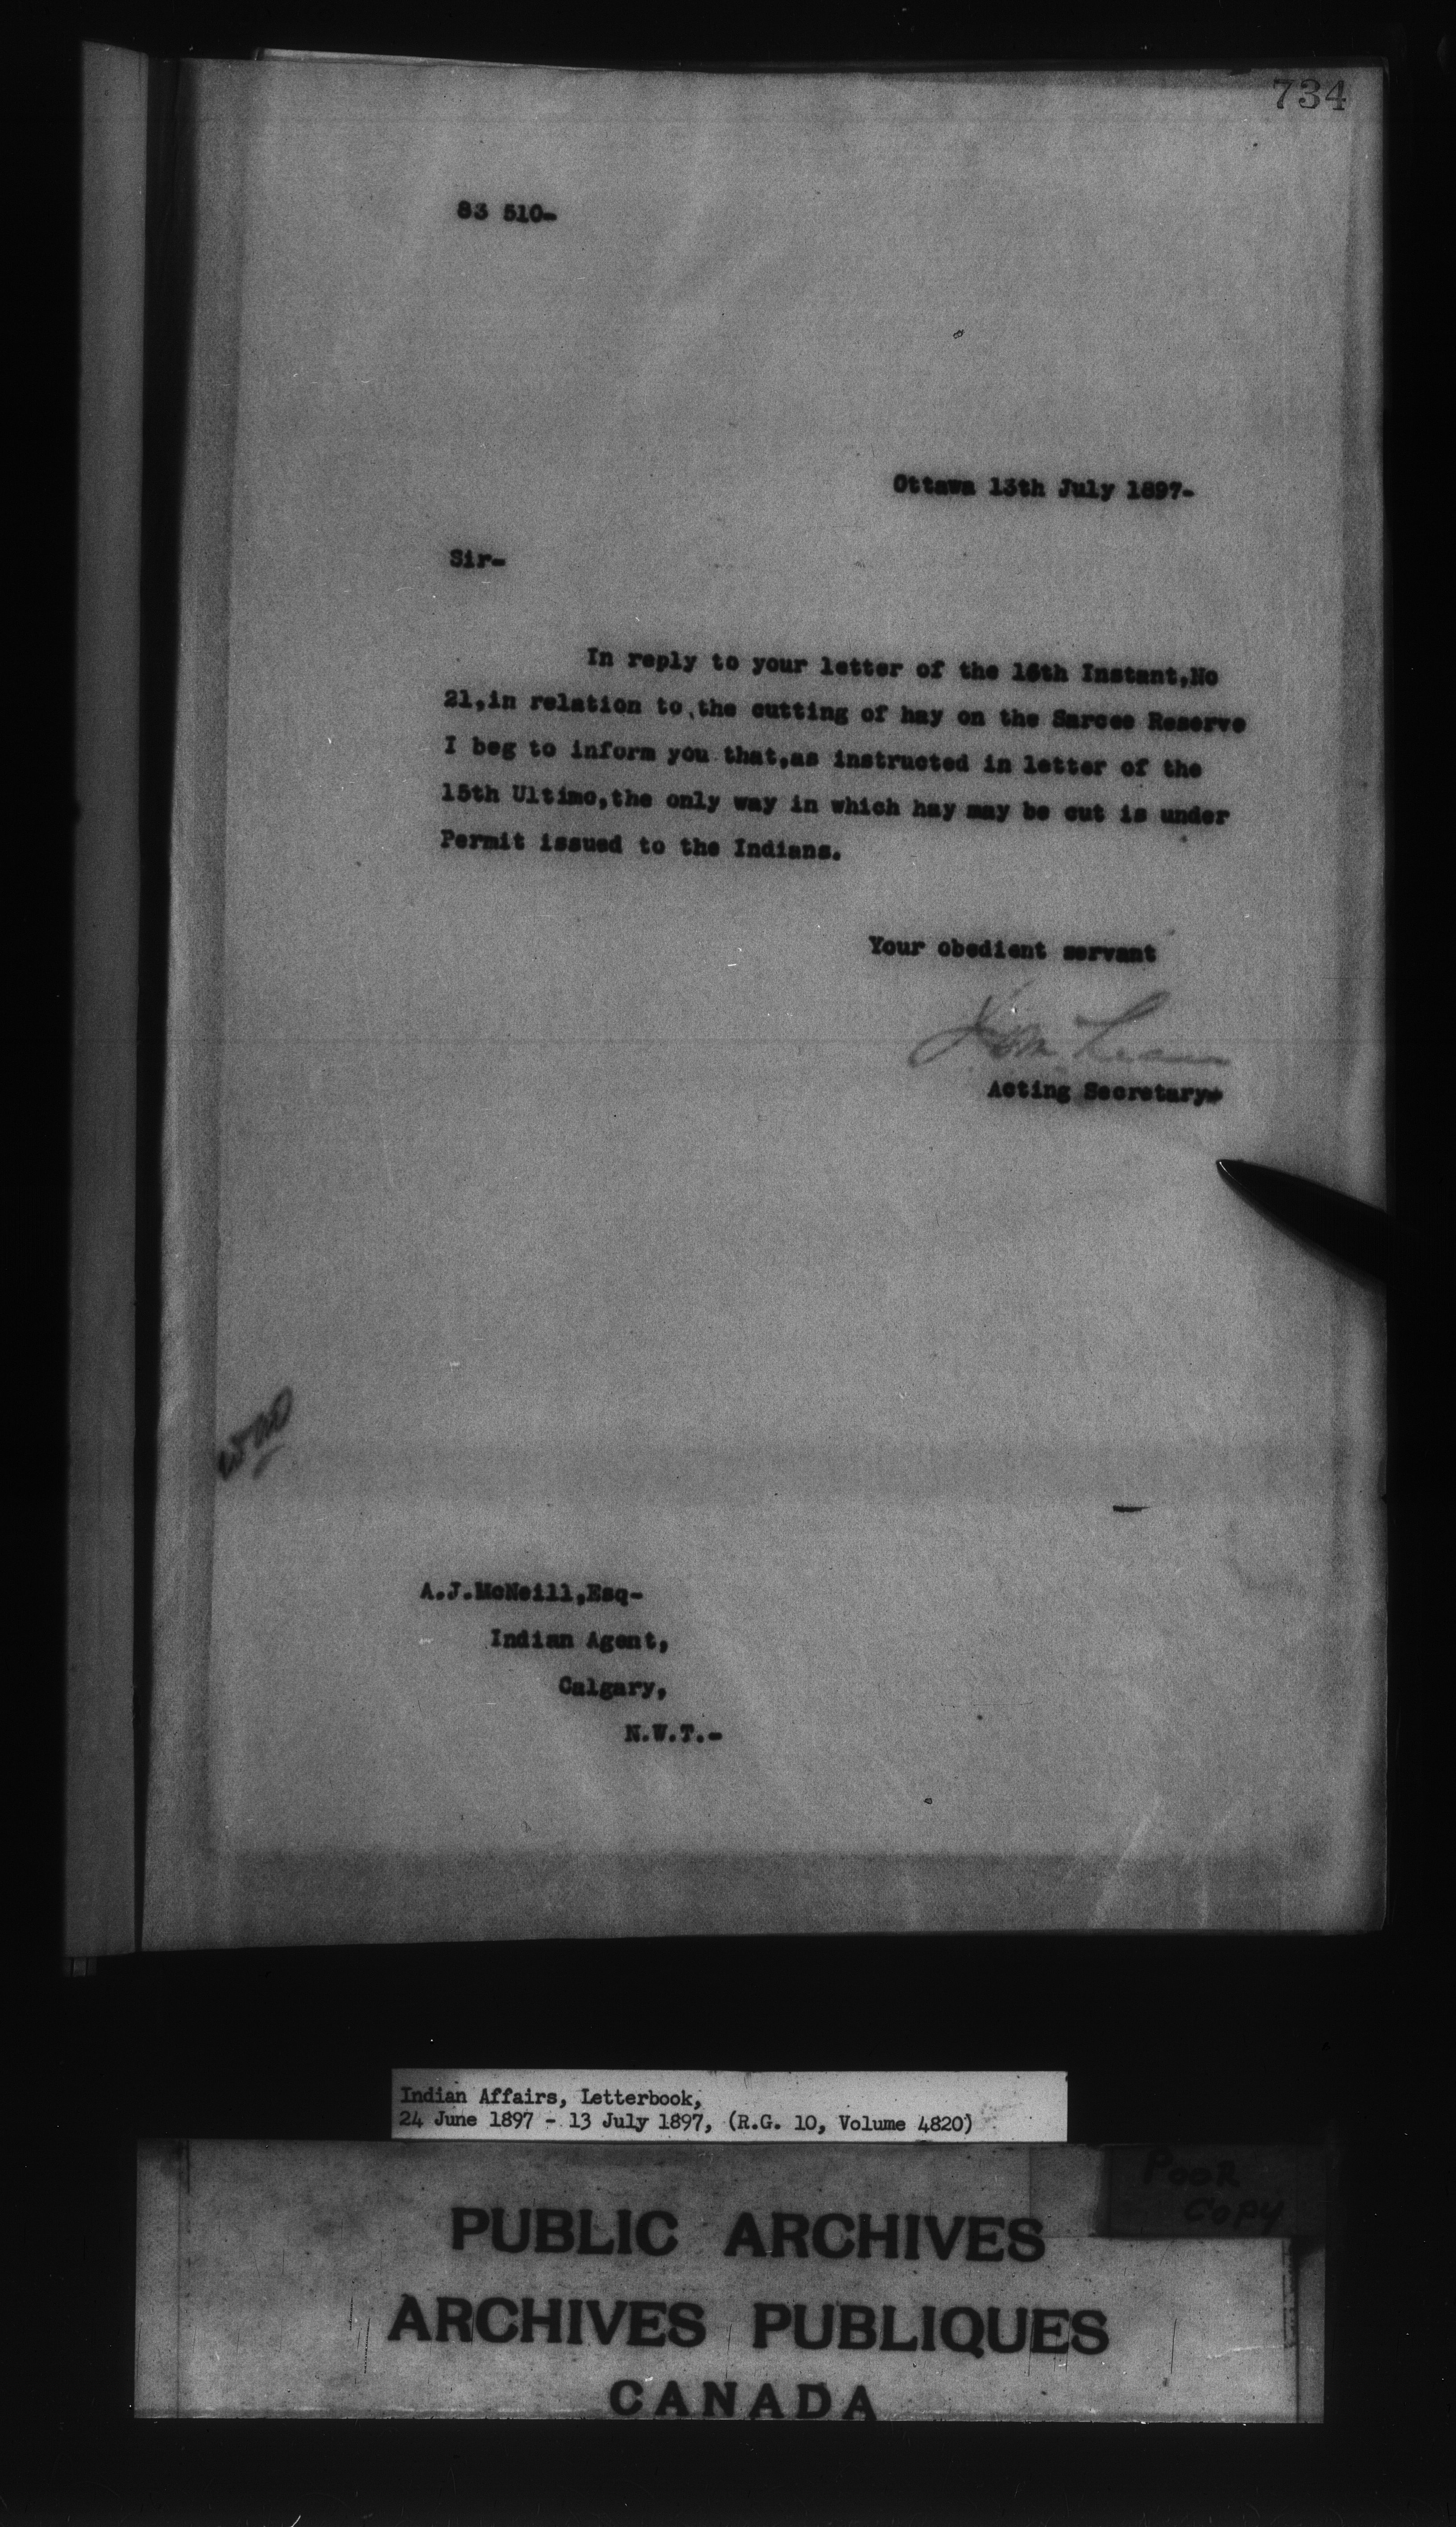 734
83 510-
Ottawa 13th July 1897-
Sir-
In reply to your letter of the 16th Instant,No
21,in relation to the cutting of hay on the Sarcee Reserve
I beg to inform you that,as instructed in letter of the
15th Ultimo,the only way in which hay may be cut is under
Permit issued to the Indians.
Your obedient servant
Acting Secretary
A.J.McNeill,Esq-
Indian Agent,
Calgary,
N.W.T.-
Indian Affairs, Letterbook,
24 June 1897 - 13 July 1897, (R.G. 10, Volume 4820)
POOR
COPY
PUBLIC ARCHIVES
ARCHIVES PUBLIQUES
CANADA